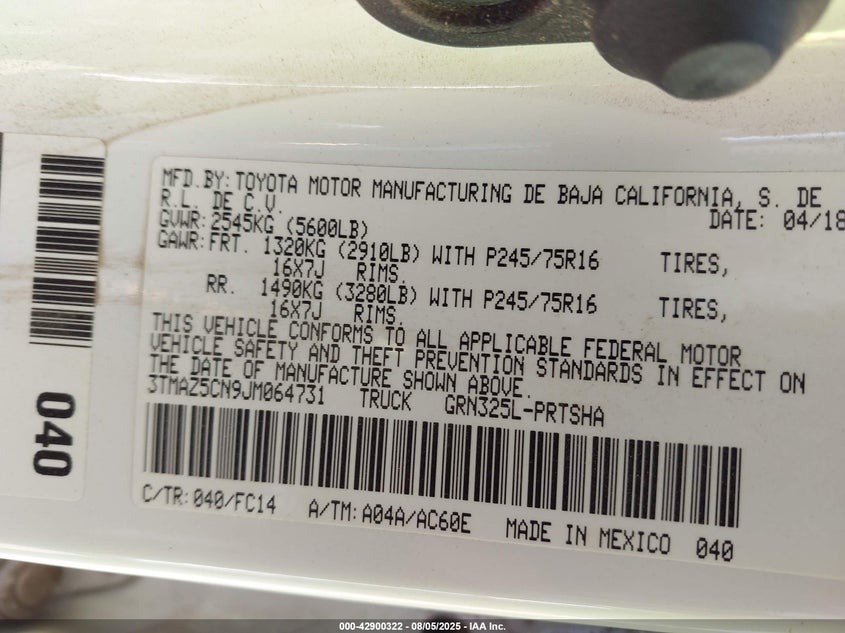 MFD.BY:TOYOTA MOTOR MANUFACTURING DE BAJA CALIFORNIA, S. DE
R.L. DE C.V.
DATE: 04/18
GVWR:2545KG (5600LB)
GAWR:FRT. 1320KG (2910LB) WITH P245/75R16 TIRES,
16X7J RIMS,
RR. 1490KG (3280LB) WITH P245/75R16 TIRES,
16X7J RIMS.
THIS VEHICLE CONFORMS TO ALL APPLICABLE FEDERAL MOTOR
VEHICLE SAFETY AND THEFT PREVENTION STANDARDS IN EFFECT ON
THE DATE OF MANUFACTURE SHOWN ABOVE.
3TMAZ5CN9JM064731 TRUCK GRN325L-PRTSHA
C/TR:040/FC14 A/TM:A04A/AC60E MADE IN MEXICO 040
040
000-42900322 - 08/05/2025 - IAA Inc.